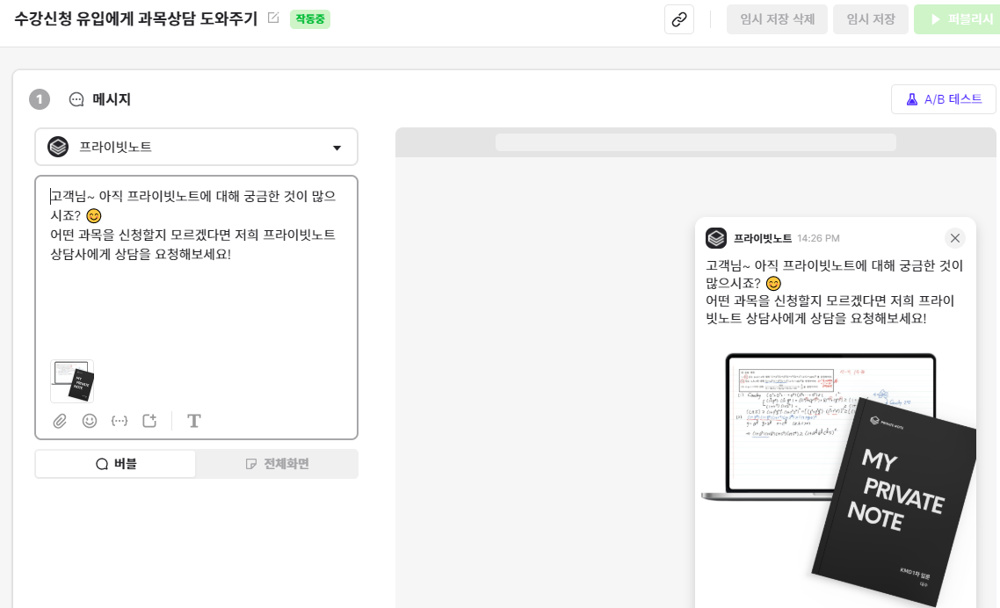 수강신청 유입에게 과목상담 도와주기
작동중
임시 저장 삭제
임시 저장
퍼블리시
1
메시지
A/B 테스트
프라이빗노트
고객님~ 아직 프라이빗노트에 대해 궁금한 것이 많으
시죠? 😊
어떤 과목을 신청할지 모르겠다면 저희 프라이빗노트
상담사에게 상담을 요청해보세요!
MY
PRIVATE
NOTE
T
버블
전체화면
프라이빗노트 14:26 PM
고객님~ 아직 프라이빗노트에 대해 궁금한 것이
많으시죠? 😊
어떤 과목을 신청할지 모르겠다면 저희 프라이
빗노트 상담사에게 상담을 요청해보세요!
PRIVATE NOTE
MY
PRIVATE
NOTE